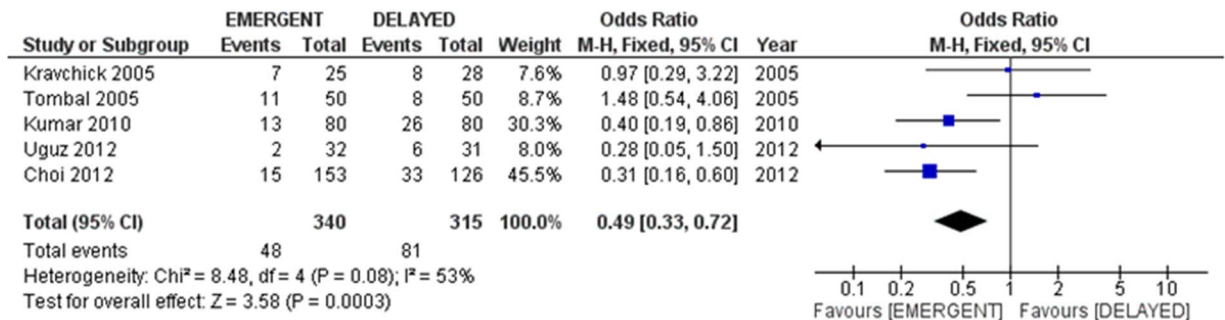 EMERGENT DELAYED Odds Ratio Odds Ratio
Study or Subgroup Events Total Events Total Weight M-H, Fixed, 95% CI Year M-H, Fixed, 95% CI
Kravchick 2005 7 25 8 28 7.6% 0.97 [0.29, 3.22] 2005
Tombal 2005 11 50 8 50 8.7% 1.48 [0.54, 4.06] 2005
Kumar 2010 13 80 26 80 30.3% 0.40 [0.19, 0.86] 2010
Uguz 2012 2 32 6 31 8.0% 0.28 [0.05, 1.50] 2012
Choi 2012 15 153 33 126 45.5% 0.31 [0.16, 0.60] 2012
Total (95% CI) 340 315 100.0% 0.49 [0.33, 0.72]
Total events 48 81
Heterogeneity: Chi² = 8.48, df = 4 (P = 0.08); I² = 53%
Test for overall effect: Z = 3.58 (P = 0.0003)
0.1 0.2 0.5 1 2 5 10
Favours [EMERGENT] Favours [DELAYED]